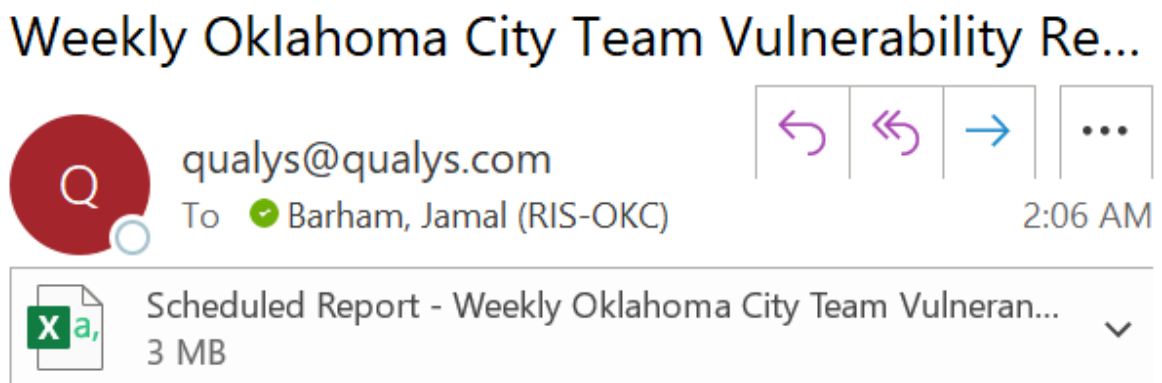 Weekly Oklahoma City Team Vulnerability Re...
Q
qualys@qualys.com
To Barham, Jamal (RIS-OKC)
2:06 AM
X a,
Scheduled Report - Weekly Oklahoma City Team Vulneran...
3 MB